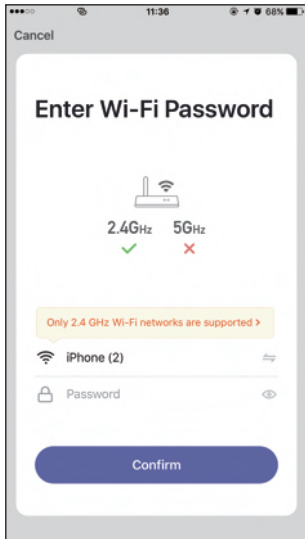 11:36
68%
Cancel
Enter Wi-Fi Password
2.4GHz 5GHz
Only 2.4 GHz Wi-Fi networks are supported >
iPhone (2)
Password
Confirm